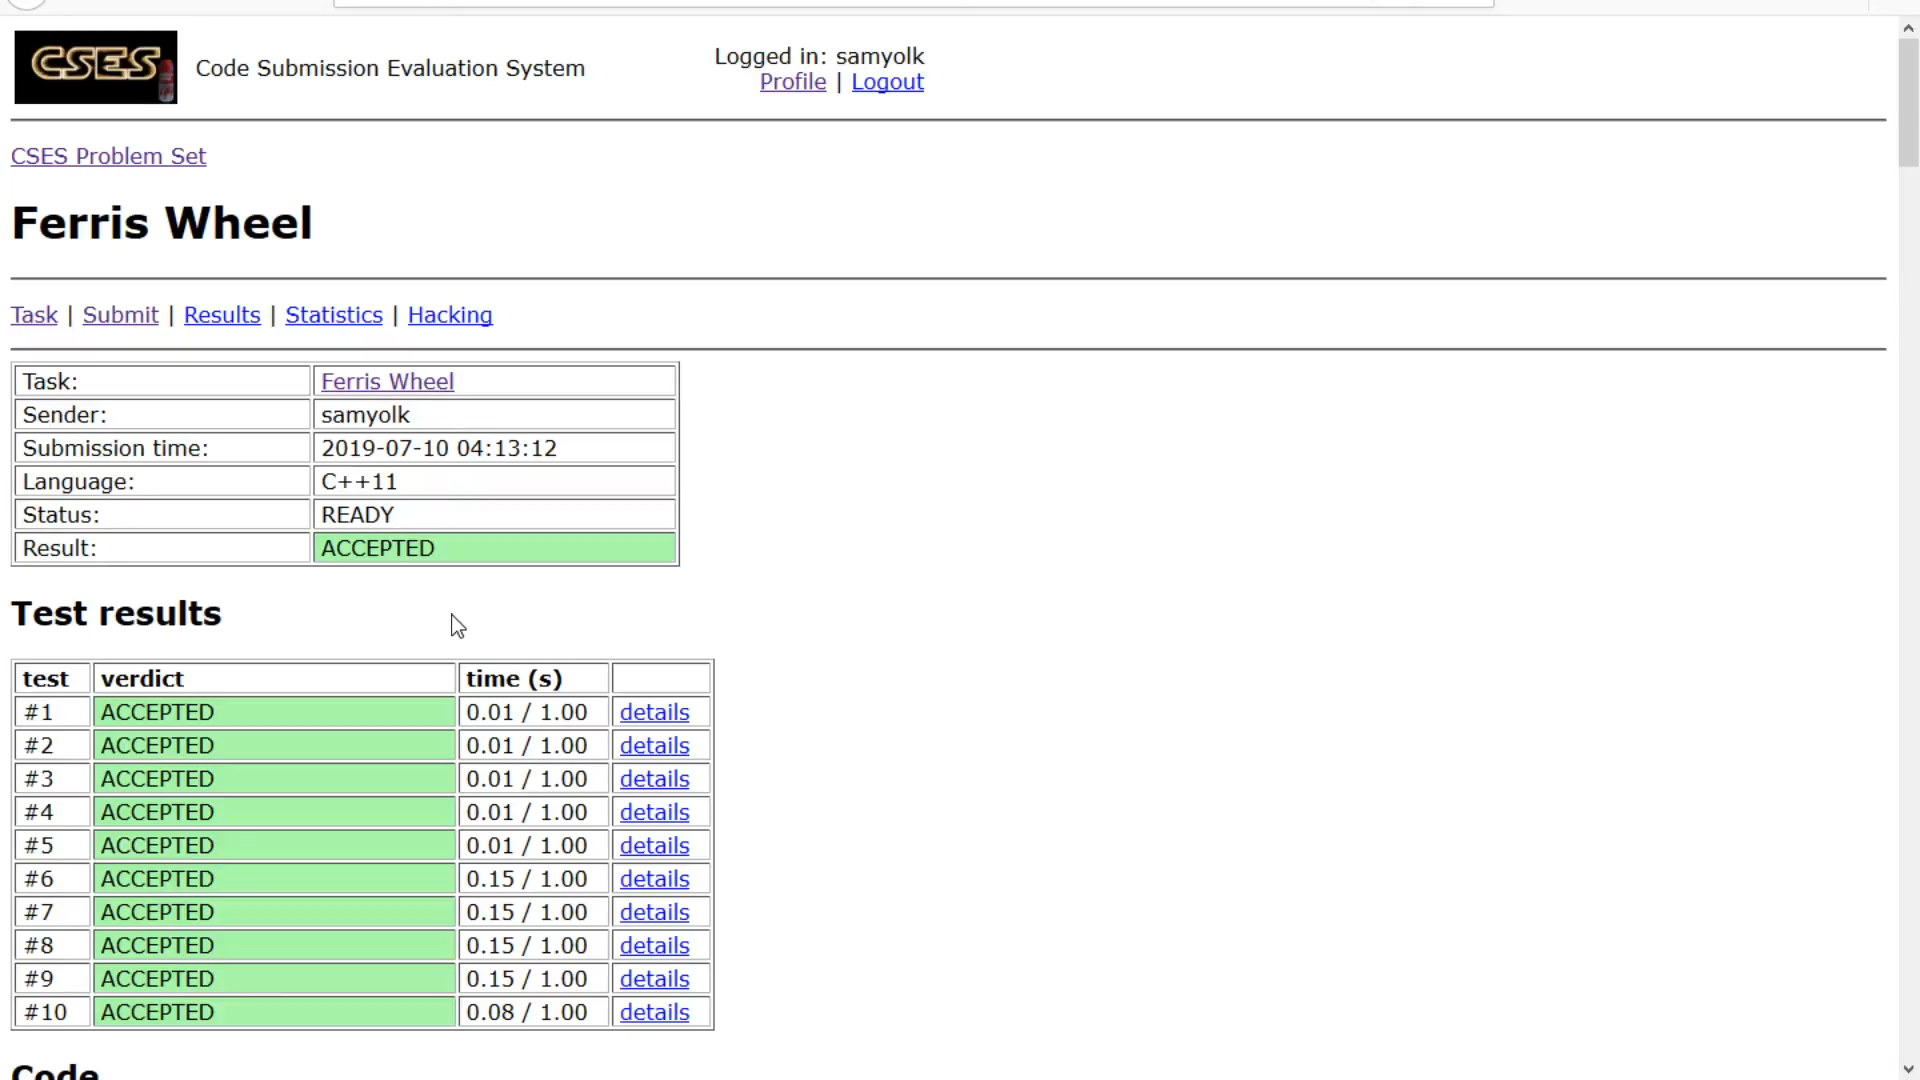 CSES
Code Submission Evaluation System
Logged in: samyolk
Profile | Logout
CSES Problem Set
Ferris Wheel
Task | Submit | Results | Statistics | Hacking
Task: Ferris Wheel
Sender: samyolk
Submission time: 2019-07-10 04:13:12
Language: C++11
Status: READY
Result: ACCEPTED
Test results
test verdict time (s)
#1 ACCEPTED 0.01 / 1.00 details
#2 ACCEPTED 0.01 / 1.00 details
#3 ACCEPTED 0.01 / 1.00 details
#4 ACCEPTED 0.01 / 1.00 details
#5 ACCEPTED 0.01 / 1.00 details
#6 ACCEPTED 0.15 / 1.00 details
#7 ACCEPTED 0.15 / 1.00 details
#8 ACCEPTED 0.15 / 1.00 details
#9 ACCEPTED 0.15 / 1.00 details
#10 ACCEPTED 0.08 / 1.00 details
Code